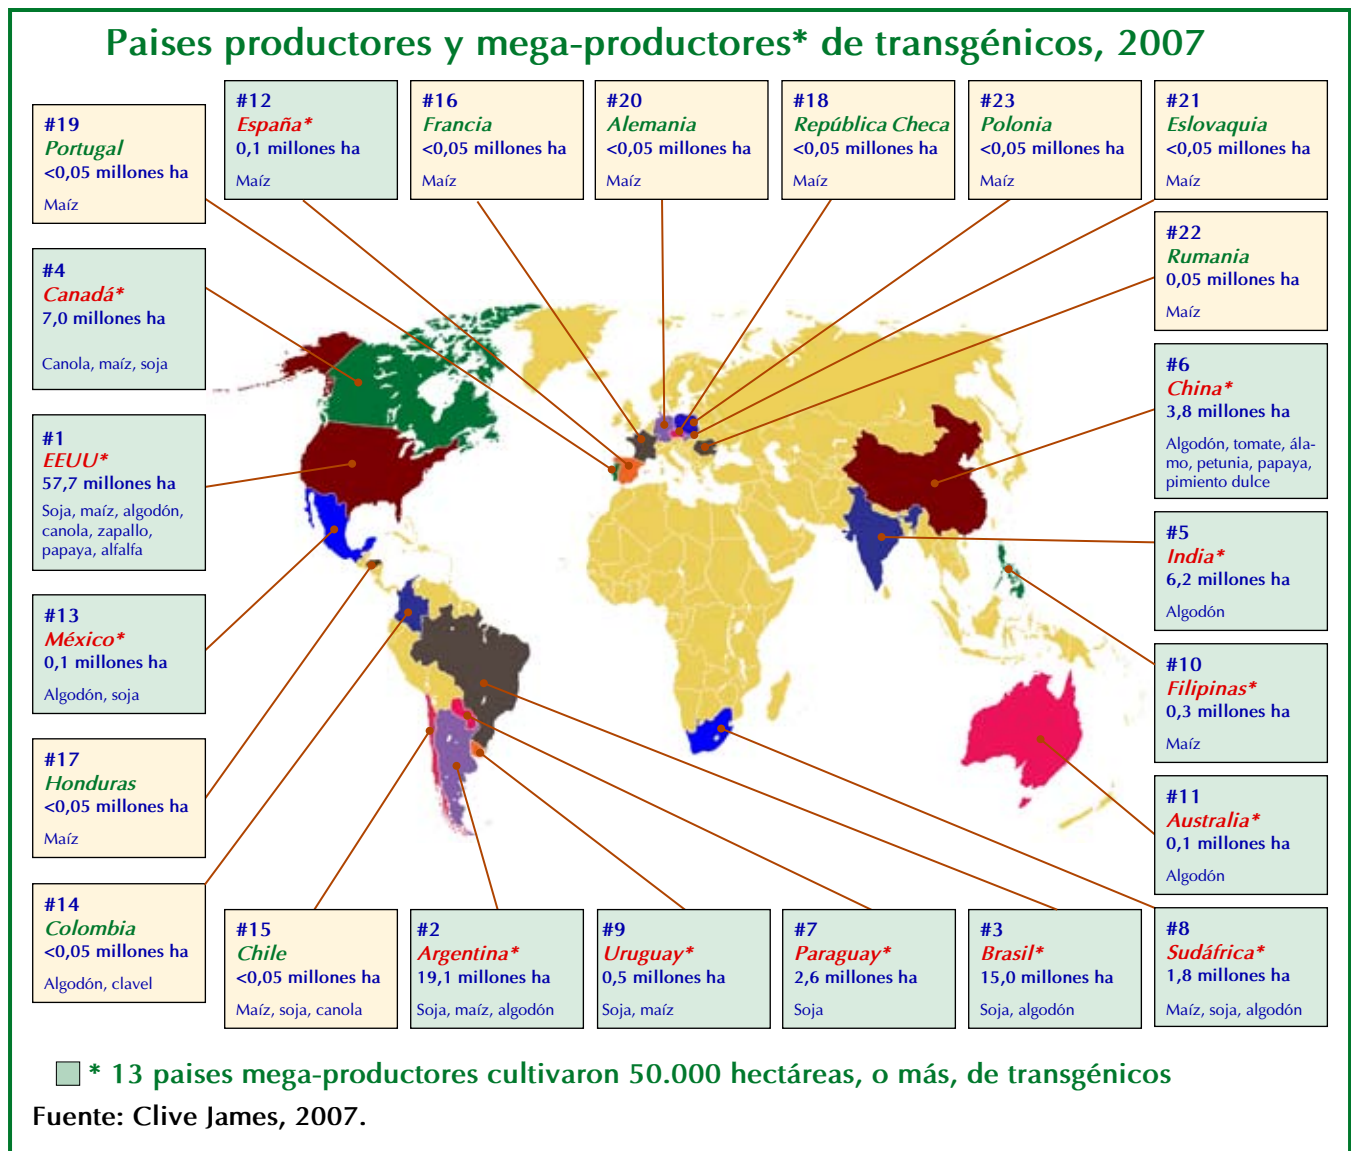 Paises productores y mega-productores* de transgénicos, 2007
#19
Portugal
<0,05 millones ha
Maíz
#12
España*
0,1 millones ha
Maíz
#16
Francia
<0,05 millones ha
Maíz
#20
Alemania
<0,05 millones ha
Maíz
#18
República Checa
<0,05 millones ha
Maíz
#23
Polonia
<0,05 millones ha
Maíz
#21
Eslovaquia
<0,05 millones ha
Maíz
#22
Rumania
0,05 millones ha
Maíz
#4
Canadá*
7,0 millones ha
Canola, maíz, soja
#6
China*
3,8 millones ha
Algodón, tomate, ála-
mo, petunia, papaya,
pimiento dulce
#1
EEUU*
57,7 millones ha
Soja, maíz, algodón,
canola, zapallo,
papaya, alfalfa
#5
India*
6,2 millones ha
Algodón
#13
México*
0,1 millones ha
Algodón, soja
#10
Filipinas*
0,3 millones ha
Maíz
#17
Honduras
<0,05 millones ha
Maíz
#11
Australia*
0,1 millones ha
Algodón
#14
Colombia
<0,05 millones ha
Algodón, clavel
#15
Chile
<0,05 millones ha
Maíz, soja, canola
#2
Argentina*
19,1 millones ha
Soja, maíz, algodón
#9
Uruguay*
0,5 millones ha
Soja, maíz
#7
Paraguay*
2,6 millones ha
Soja
#3
Brasil*
15,0 millones ha
Soja, algodón
#8
Sudáfrica*
1,8 millones ha
Maíz, soja, algodón
* 13 paises mega-productores cultivaron 50.000 hectáreas, o más, de transgénicos
Fuente: Clive James, 2007.